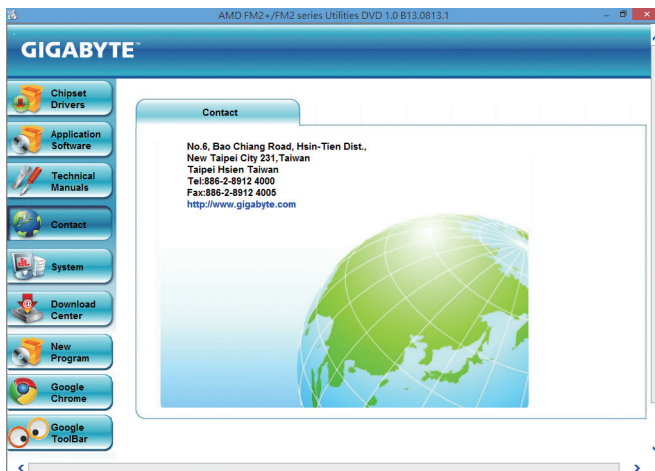 AMD FM2+/FM2 series Utilities DVD 1.0 B13.0813.1
GIGABYTE™
Chipset
Drivers
Application
Software
Technical
Manuals
Contact
System
Download
Center
New
Program
Google
Chrome
Google
ToolBar
Contact
No.6, Bao Chiang Road, Hsin-Tien Dist.,
New Taipei City 231,Taiwan
Taipei Hsien Taiwan
Tel:886-2-8912 4000
Fax:886-2-8912 4005
http://www.gigabyte.com